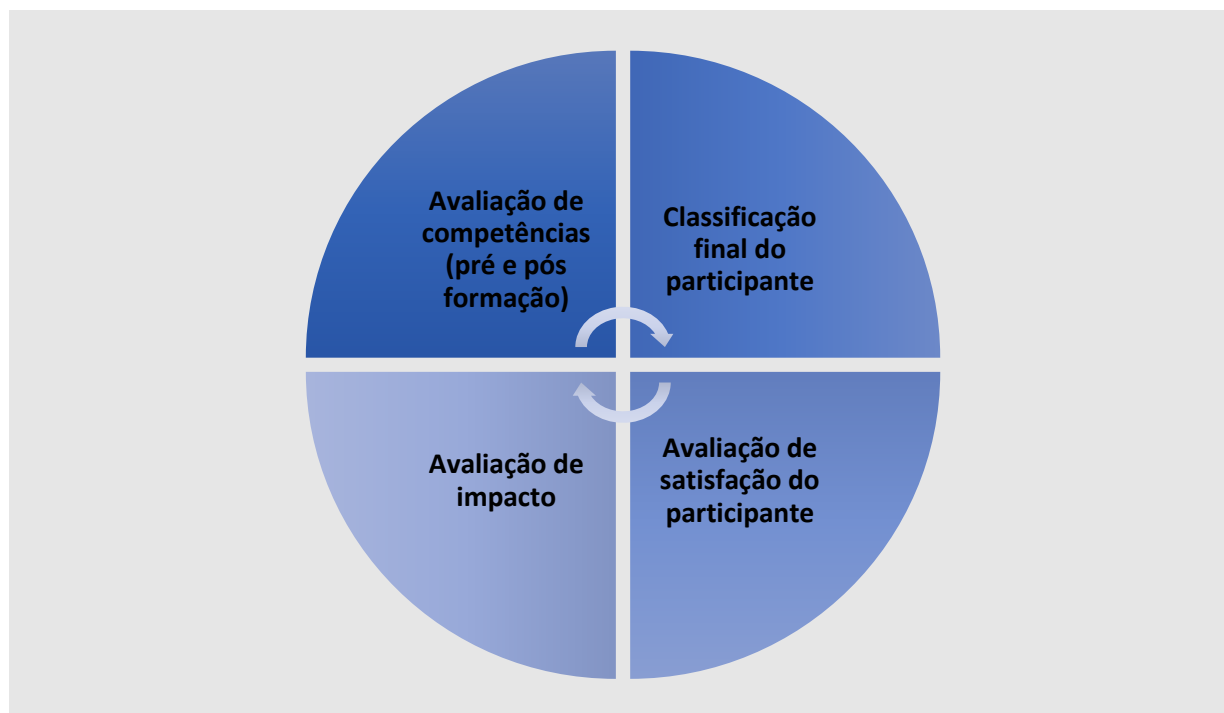 Avaliação de
competências
(pré e pós
formação)
Classificação
final do
participante
Avaliação de
impacto
Avaliação de
satisfação do
participante